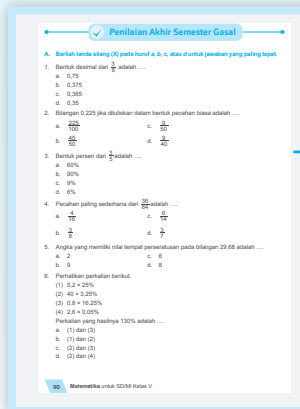 Penilaian Akhir Semester Gasal
A. Berilah tanda silang (X) pada huruf a, b, c, atau d untuk jawaban yang paling tepat.
1. Bentuk desimal dari 3/8 adalah ....
a. 0,75
b. 0,375
c. 0,365
d. 0,35
2. Bilangan 0,225 jika dituliskan dalam bentuk pecahan biasa adalah ....
a. 225/100 c. 9/50
b. 45/50 d. 9/40
3. Bentuk persen dari 3/5 adalah ....
a. 60%
b. 90%
c. 9%
d. 6%
4. Pecahan paling sederhana dari 36/84 adalah ....
a. 4/16 c. 6/14
b. 3/8 d. 3/7
5. Angka yang memiliki nilai tempat perseratusan pada bilangan 29,68 adalah ....
a. 2 c. 6
b. 9 d. 8
6. Perhatikan perkalian berikut.
(1) 5,2 × 25%
(2) 40 × 3,25%
(3) 0,8 × 16,25%
(4) 2,6 × 0,05%
Perkalian yang hasilnya 130% adalah ....
a. (1) dan (3)
b. (1) dan (2)
c. (2) dan (3)
d. (2) dan (4)
90 Matematika untuk SD/MI Kelas V